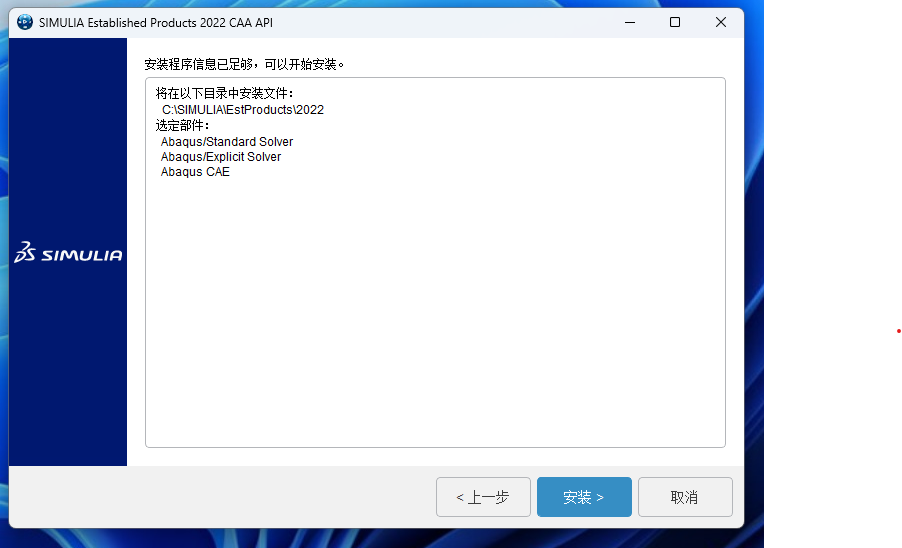 SIMULIA Established Products 2022 CAA API
安装程序信息已足够，可以开始安装。
将在以下目录中安装文件：
C:\SIMULIA\EstProducts\2022
选定部件：
Abaqus/Standard Solver
Abaqus/Explicit Solver
Abaqus CAE
SIMULIA
< 上一步
安装 >
取消